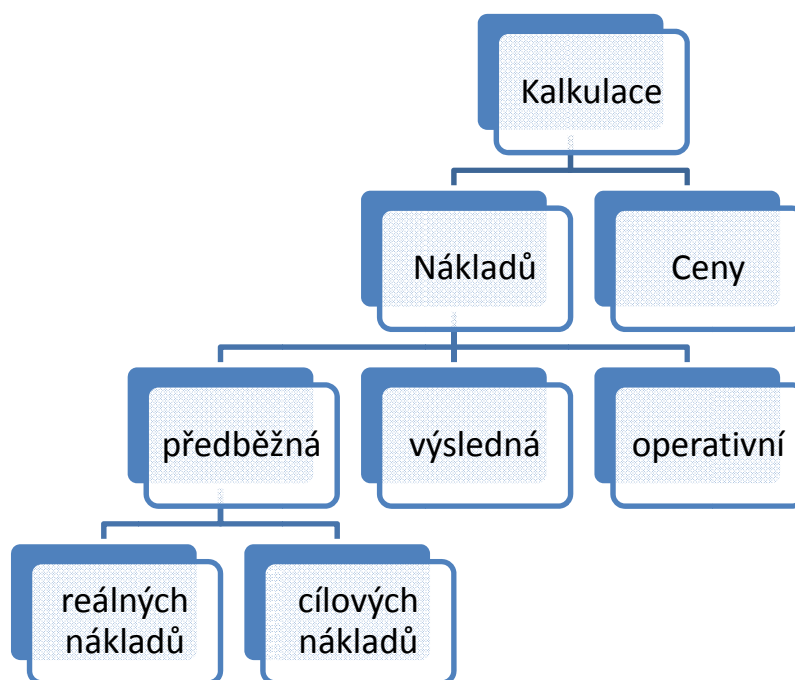 Kalkulace
Nákladů
Ceny
předběžná
výsledná
operativní
reálných
nákladů
cílových
nákladů